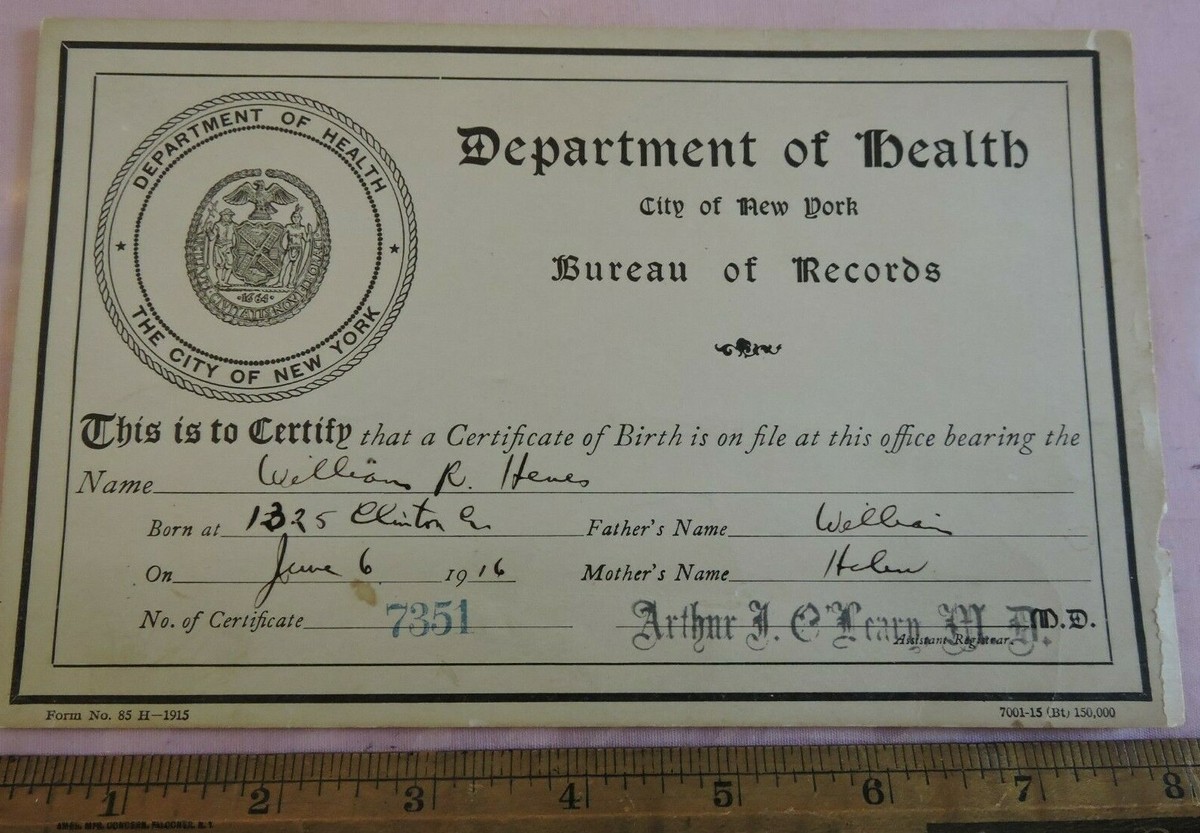 DEPARTMENT OF HEALTH
THE CITY OF NEW YORK
·1664·
Department of Health
City of New York
Bureau of Records
This is to Certify that a Certificate of Birth is on file at this office bearing the
Name William R. Henes
Born at 1325 Clinton Father's Name William
On June 6 1916 Mother's Name Helen
No. of Certificate 7351 Arthur J. O'Leary, M. D. M.D.
Assistant Registrar.
Form No. 85 H—1915 7001-15 (Bt) 150,000
1 2 3 4 5 6 7 8
FALCONER, N.Y.